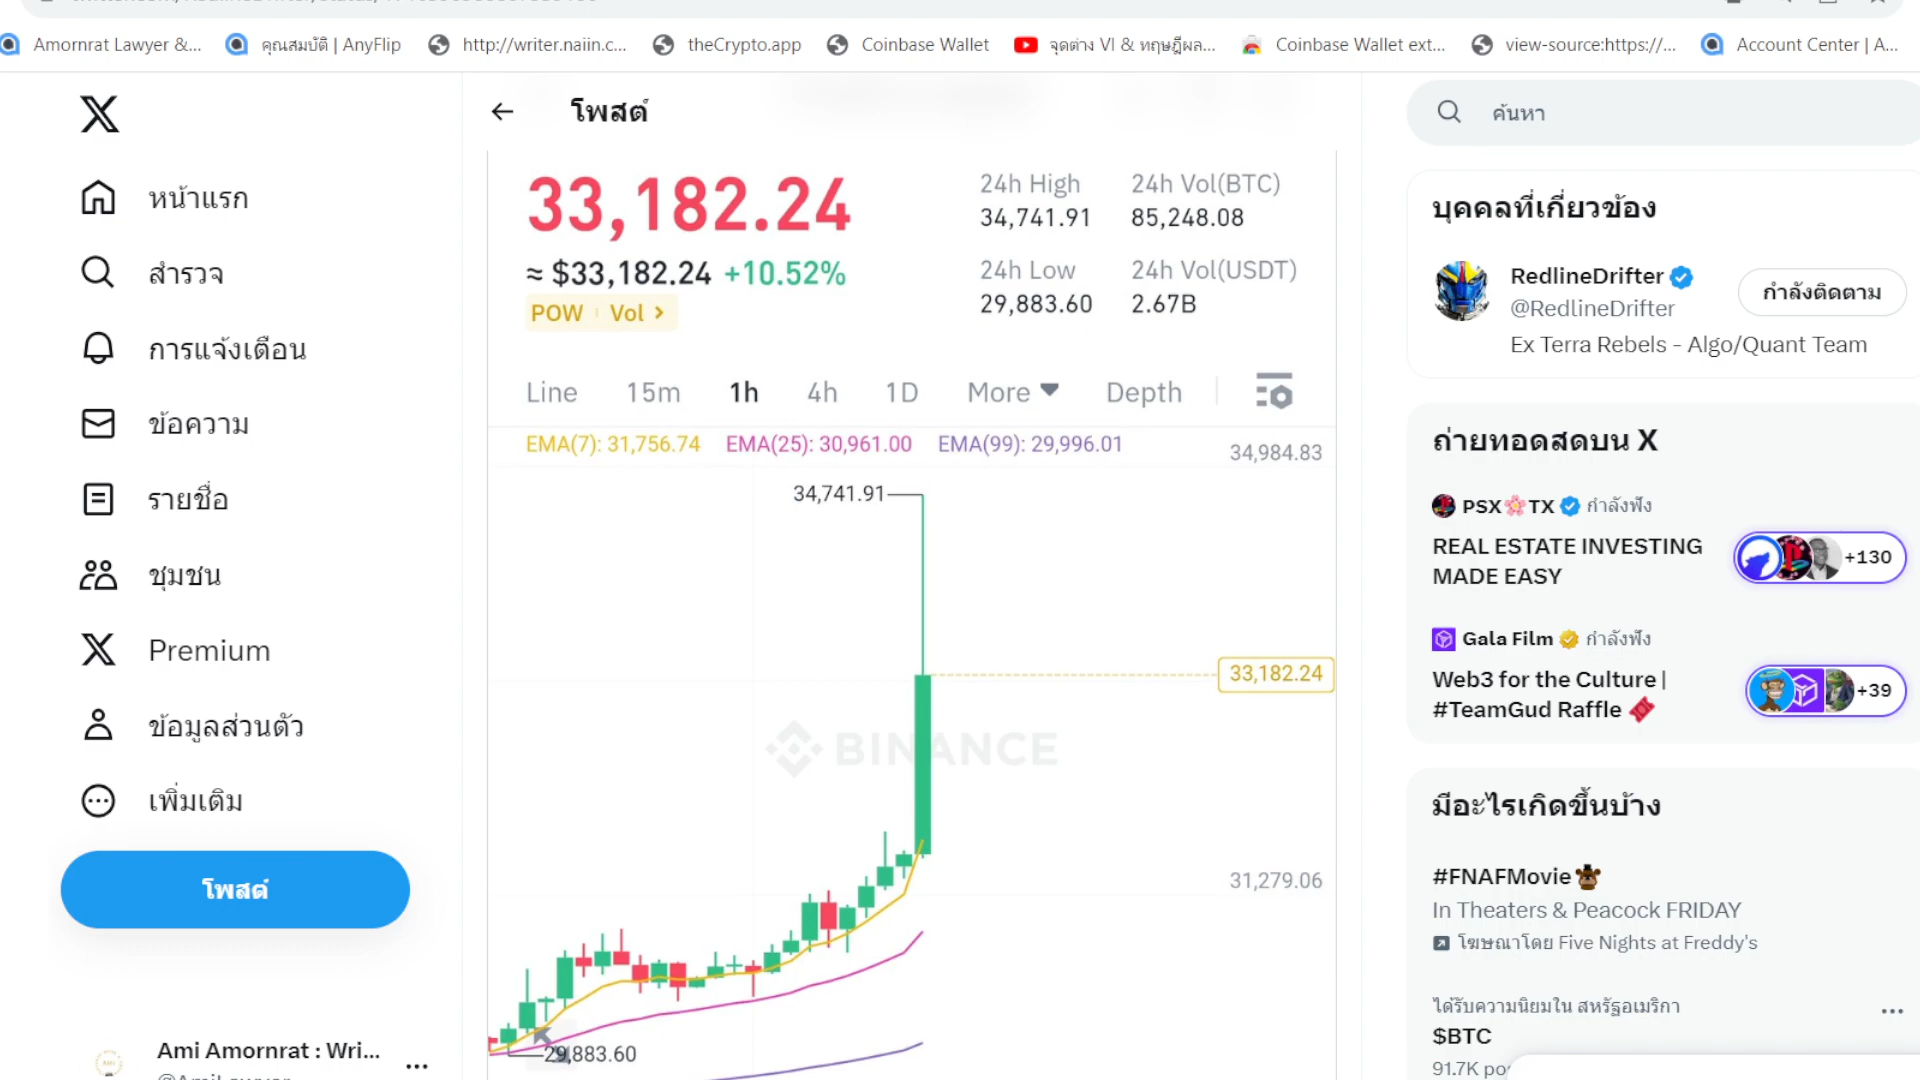 Amornrat Lawyer &...
คุณสมบัติ | AnyFlip
http://writer.naiin.c...
theCrypto.app
Coinbase Wallet
จุดต่าง VI & ทฤษฎีผล...
Coinbase Wallet ext...
view-source:https://...
Account Center | A...
หน้าแรก
สำรวจ
การแจ้งเตือน
ข้อความ
รายชื่อ
ชุมชน
Premium
ข้อมูลส่วนตัว
เพิ่มเติม
โพสต์
Ami Amornrat : Wri...
โพสต์
33,182.24
≈ $33,182.24 +10.52%
POW Vol >
24h High
34,741.91
24h Vol(BTC)
85,248.08
24h Low
29,883.60
24h Vol(USDT)
2.67B
Line 15m 1h 4h 1D More Depth
EMA(7): 31,756.74 EMA(25): 30,961.00 EMA(99): 29,996.01
34,984.83
34,741.91
33,182.24
BINANCE
31,279.06
29,883.60
ค้นหา
บุคคลที่เกี่ยวข้อง
RedlineDrifter
@RedlineDrifter
กำลังติดตาม
Ex Terra Rebels - Algo/Quant Team
ถ่ายทอดสดบน X
PSX🌸TX กำลังฟัง
REAL ESTATE INVESTING
MADE EASY
+130
Gala Film กำลังฟัง
Web3 for the Culture |
#TeamGud Raffle
+39
มีอะไรเกิดขึ้นบ้าง
#FNAFMovie
In Theaters & Peacock FRIDAY
โฆษณาโดย Five Nights at Freddy's
ได้รับความนิยมใน สหรัฐอเมริกา
$BTC
91.7K